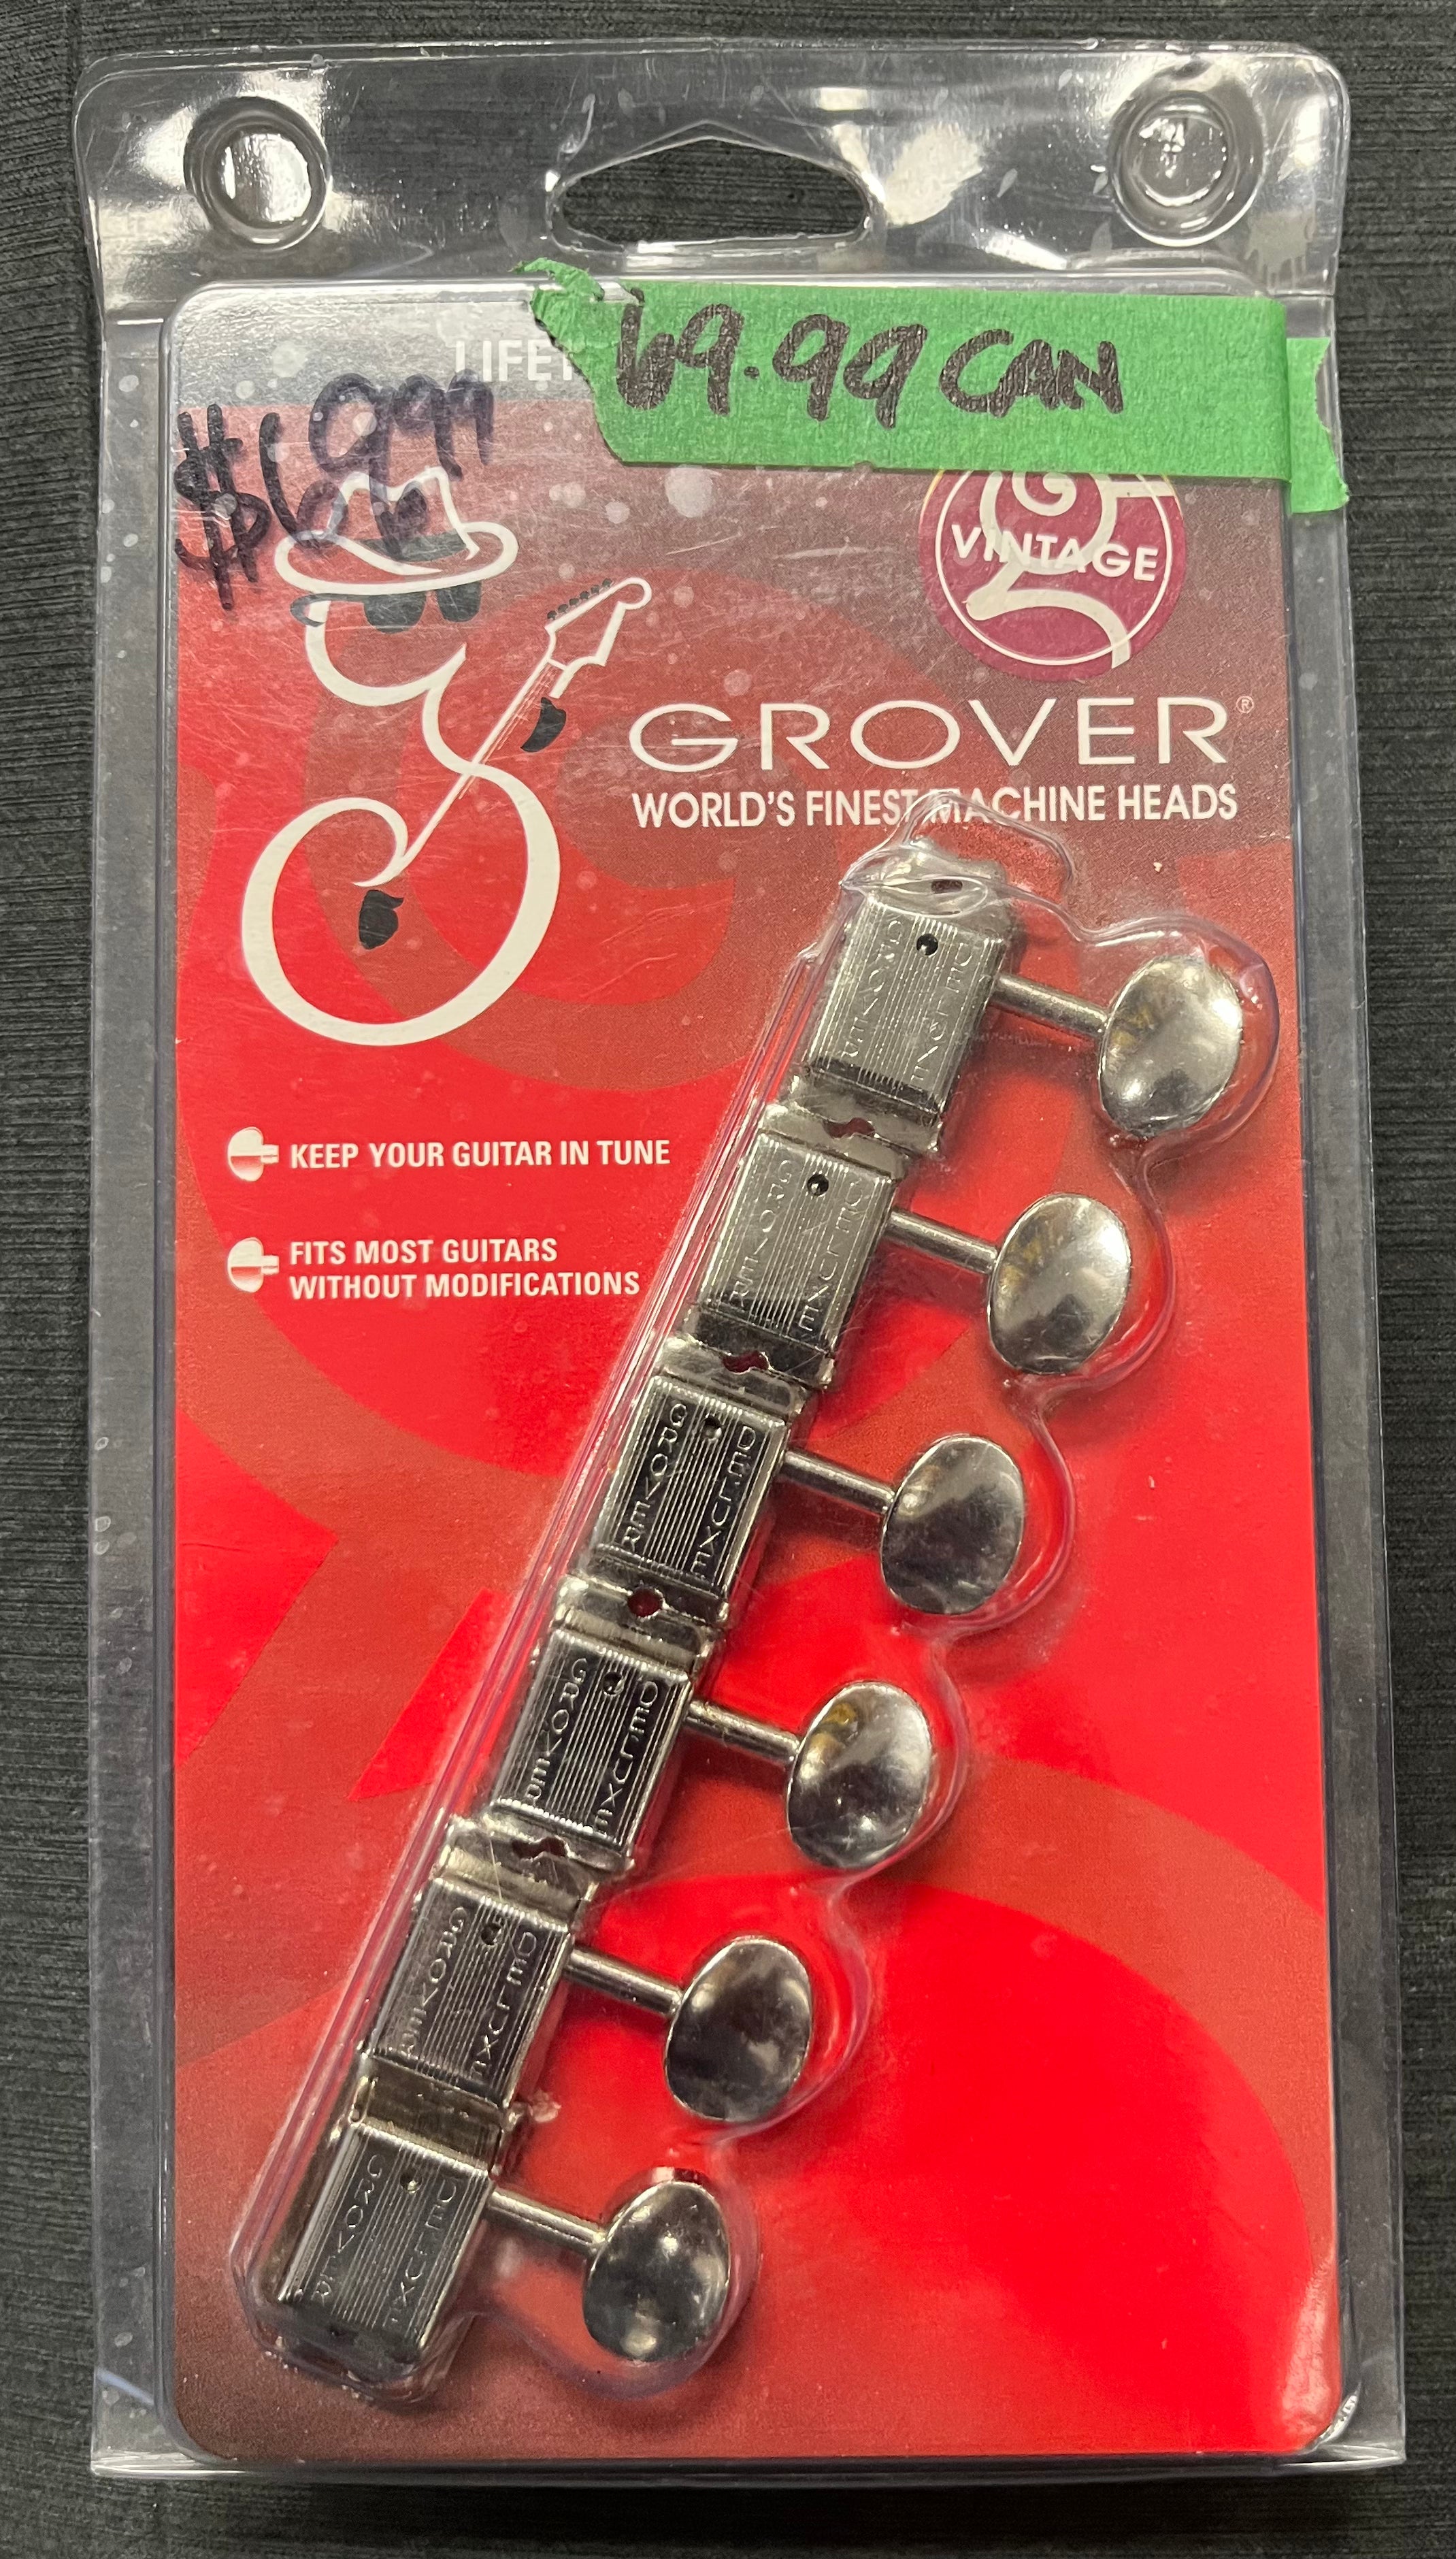 LIFET
69.99 CAN
$69.99
VINTAGE
GROVER®
WORLD'S FINEST MACHINE HEADS
KEEP YOUR GUITAR IN TUNE
FITS MOST GUITARS
WITHOUT MODIFICATIONS
GROVER DELUXE
GROVER DELUXE
GROVER DELUXE
GROVER DELUXE
GROVER DELUXE
GROVER DELUXE